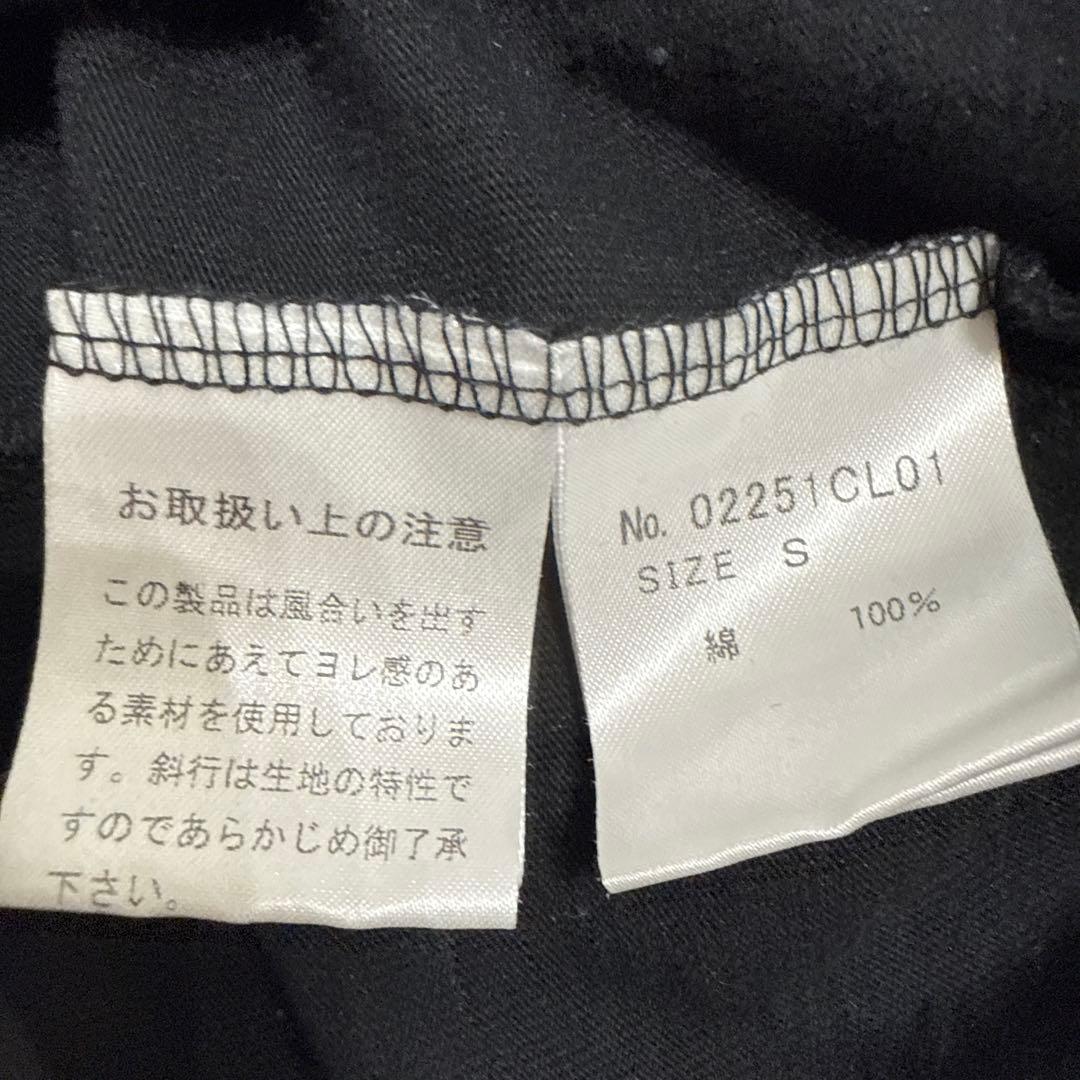 お取扱い上の注意
この製品は風合いを出す
ためにあえてヨレ感のあ
る素材を使用しておりま
す。斜行は生地の特性で
すのであらかじめ御了承
下さい。
No. 02251CL01
SIZE S
綿 100%